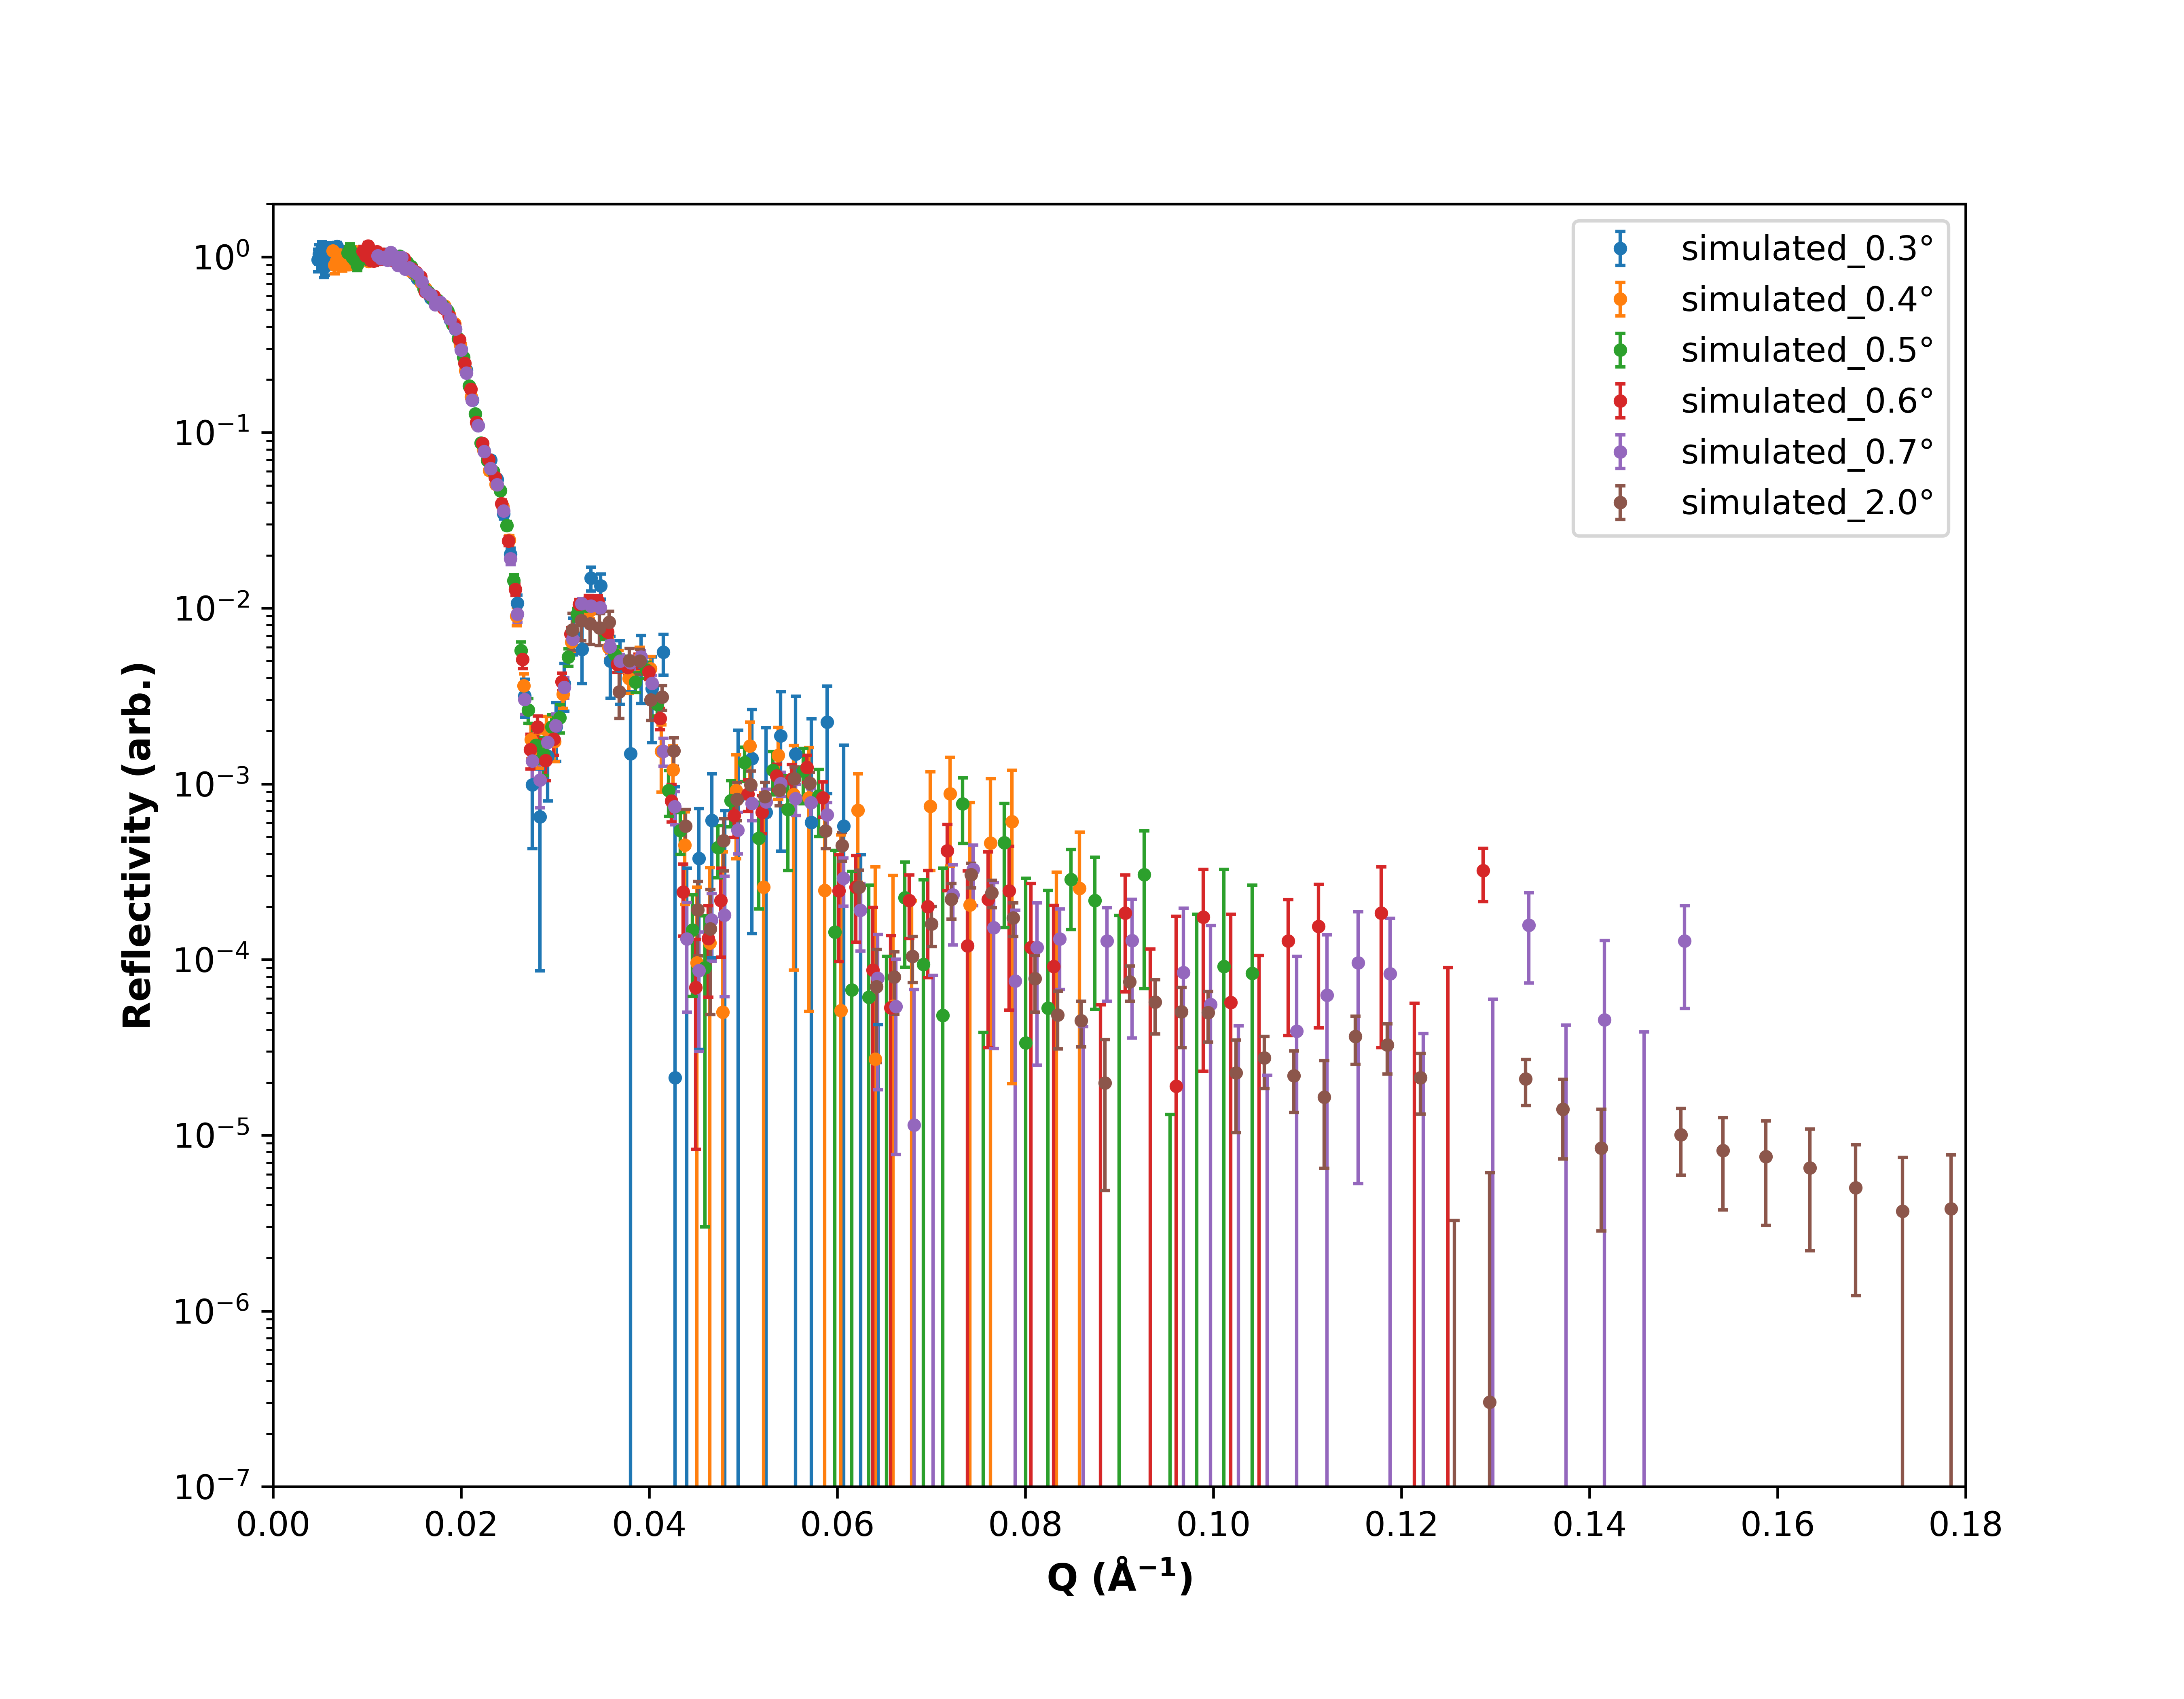 10⁰
10⁻¹
10⁻²
10⁻³
10⁻⁴
10⁻⁵
10⁻⁶
10⁻⁷
Reflectivity (arb.)
simulated_0.3°
simulated_0.4°
simulated_0.5°
simulated_0.6°
simulated_0.7°
simulated_2.0°
0.00 0.02 0.04 0.06 0.08 0.10 0.12 0.14 0.16 0.18
Q (Å⁻¹)